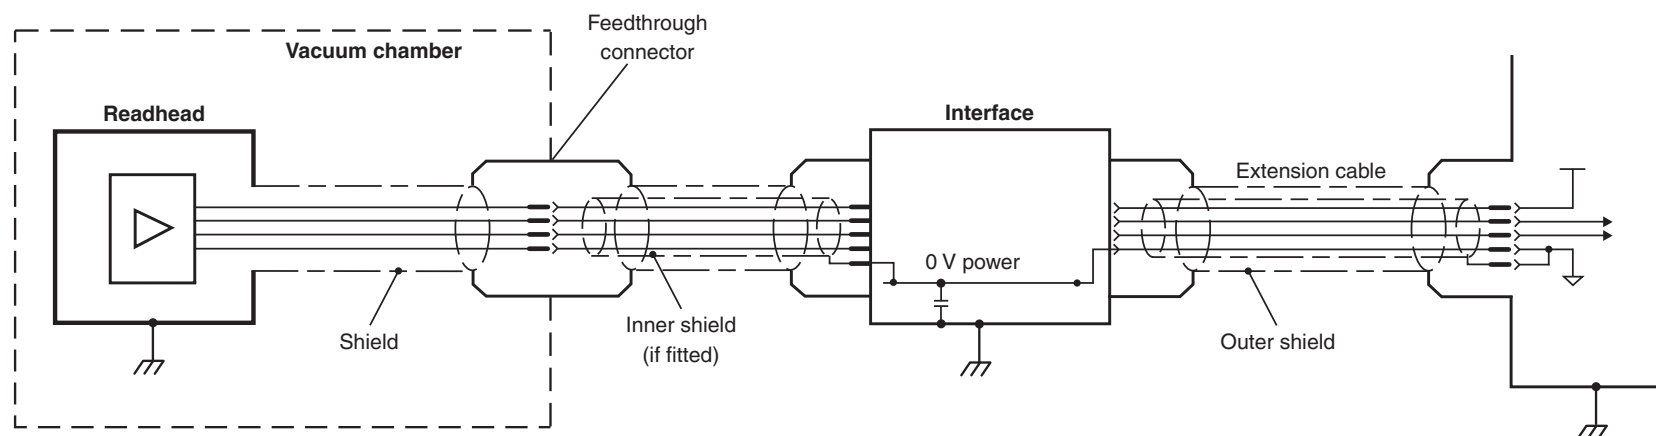 Feedthrough
connector
Vacuum chamber
Readhead
Interface
Extension cable
0 V power
Shield
Inner shield
(if fitted)
Outer shield